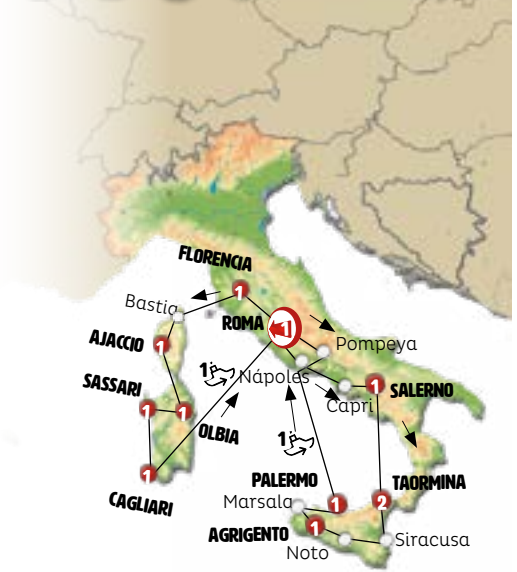 FLORENCIA
1
Bastia
ROMA
1
Pompeya
AJACCIO
1
Nápoles
1
SASSARI
1
1
1
SALERNO
Capri
OLBIA
1
PALERMO
TAORMINA
1
CAGLIARI
Marsala
1
2
AGRIGENTO
1
Noto
Siracusa